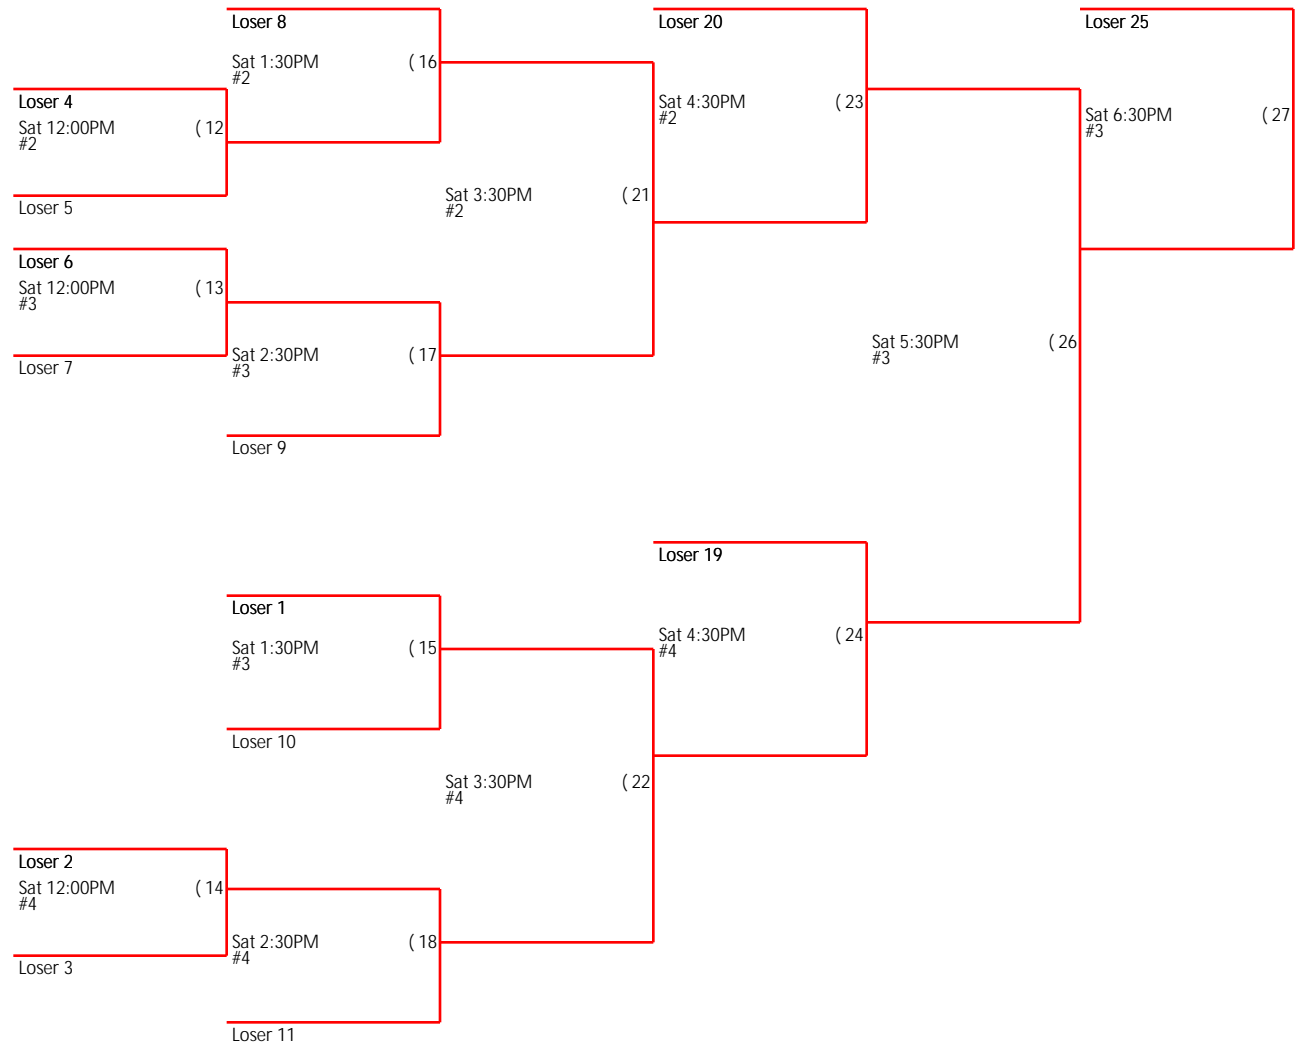 Loser 8
Loser 20
Loser 25
Sat 1:30PM ( 16
#2
Loser 4
Sat 4:30PM ( 23
#2
Sat 6:30PM ( 27
#3
Sat 12:00PM ( 12
#2
Sat 3:30PM ( 21
#2
Loser 5
Loser 6
Sat 12:00PM ( 13
#3
Sat 5:30PM ( 26
#3
Loser 7
Sat 2:30PM ( 17
#3
Loser 9
Loser 19
Loser 1
Sat 4:30PM ( 24
#4
Sat 1:30PM ( 15
#3
Loser 10
Sat 3:30PM ( 22
#4
Loser 2
Sat 12:00PM ( 14
#4
Sat 2:30PM ( 18
#4
Loser 3
Loser 11